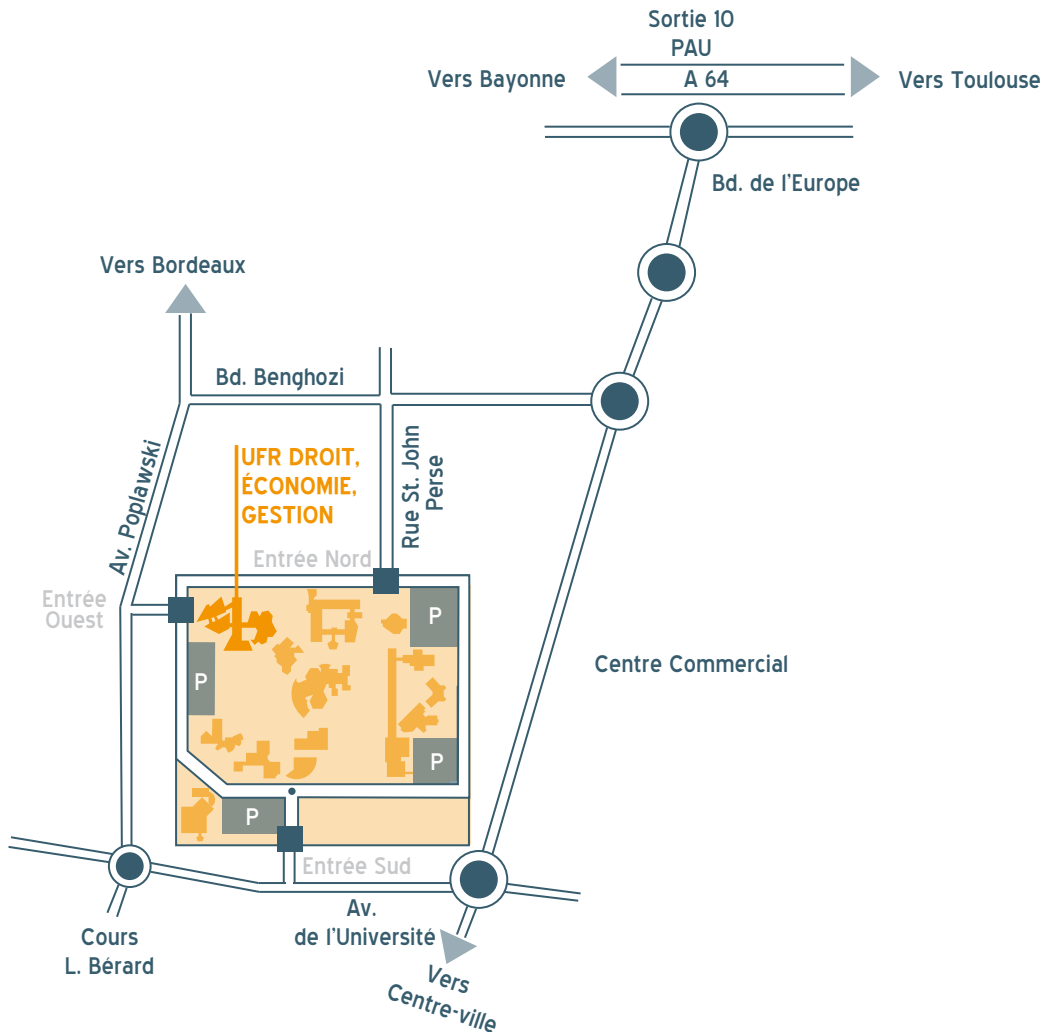 Sortie 10
PAU
Vers Bayonne
A 64
Vers Toulouse
Bd. de l'Europe
Vers Bordeaux
Bd. Benghozi
Av. Poplawski
UFR DROIT,
ÉCONOMIE,
GESTION
Rue St. John
Perse
Entrée Nord
Entrée
Ouest
P
P
Centre Commercial
P
P
Entrée Sud
Av.
de l'Université
Cours
L. Bérard
Vers
Centre-ville